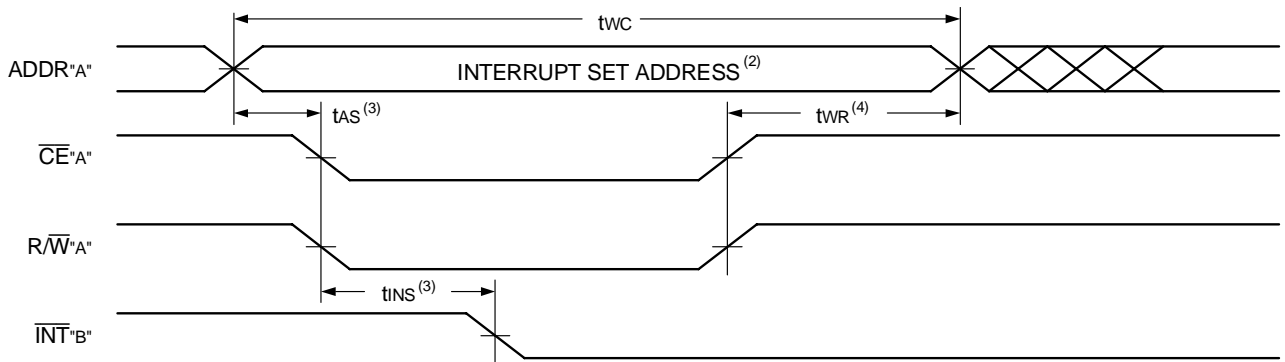 tWC
ADDR"A"
INTERRUPT SET ADDRESS(2)
tAS(3)
tWR(4)
CE"A"
R/W"A"
tINS(3)
INT"B"